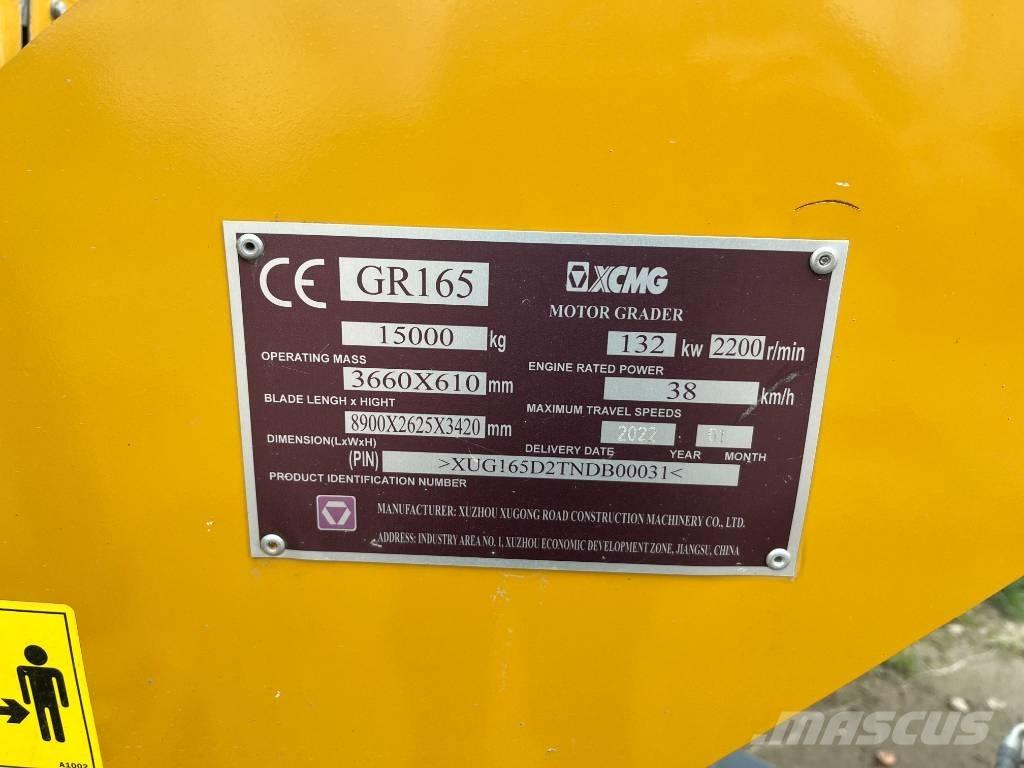 CE GR165
XCMG
MOTOR GRADER
15000 kg
OPERATING MASS
132 kw 2200 r/min
ENGINE RATED POWER
3660X610 mm
BLADE LENGH x HIGHT
38 km/h
MAXIMUM TRAVEL SPEEDS
8900X2625X3420 mm
DIMENSION(LxWxH)
2022 01
DELIVERY DATE YEAR MONTH
(PIN) >XUG165D2TNDB00031<
PRODUCT IDENTIFICATION NUMBER
MANUFACTURER: XUZHOU XUGONG ROAD CONSTRUCTION MACHINERY CO., LTD.
ADDRESS: INDUSTRY AREA NO. 1, XUZHOU ECONOMIC DEVELOPMENT ZONE, JIANGSU, CHINA
A1002
MASCUS